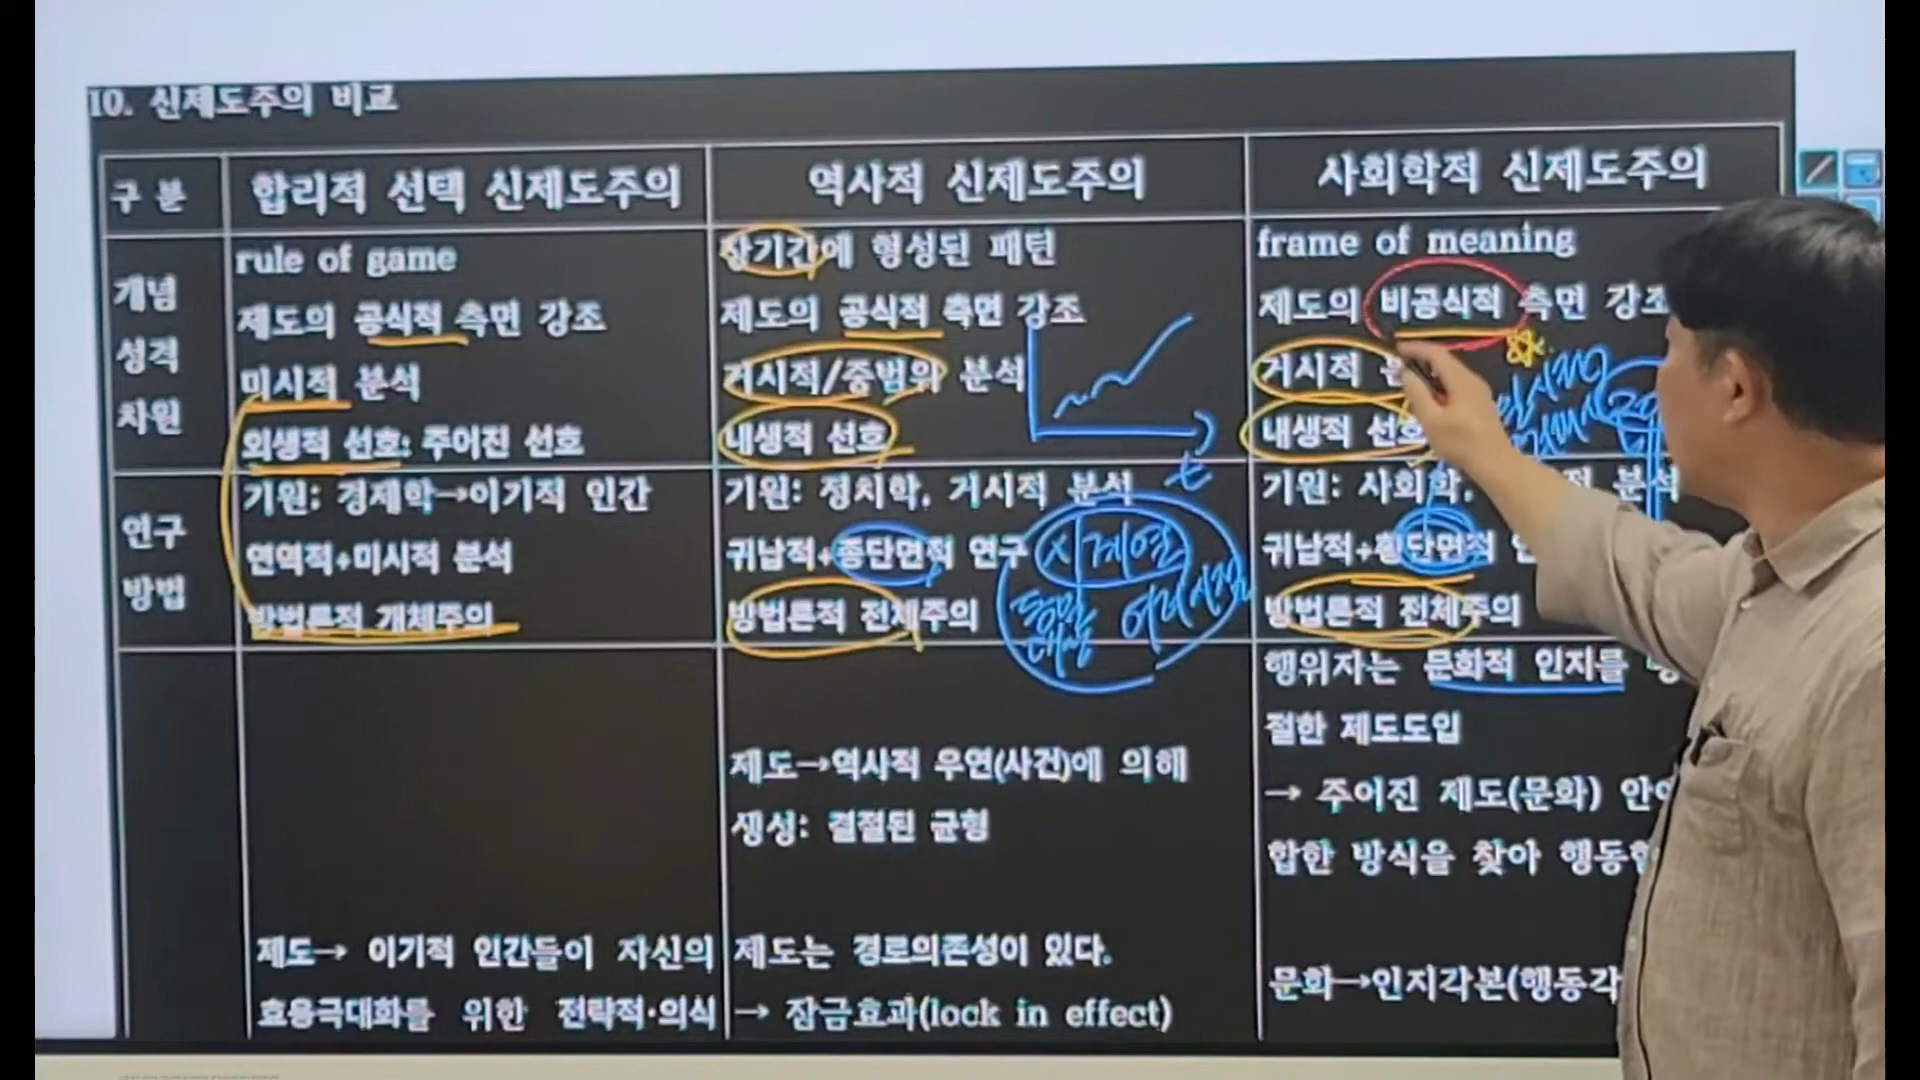 10. 신제도주의 비교
구 분
합리적 선택 신제도주의
역사적 신제도주의
사회학적 신제도주의
개념
성격
차원
rule of game
제도의 공식적 측면 강조
미시적 분석
외생적 선호: 주어진 선호
장기간에 형성된 패턴
제도의 공식적 측면 강조
거시적/중범위 분석
내생적 선호
t
frame of meaning
제도의 비공식적 측면 강조
거시적
내생적 선호
연구
방법
기원: 경제학→이기적 인간
연역적+미시적 분석
방법론적 개체주의
기원: 정치학, 거시적 분석
귀납적+종단면적 연구
방법론적 전체주의
시계열
동일 대상 여러시점
기원: 사회학, 분석
귀납적+횡단면적
방법론적 전체주의
제도→ 이기적 인간들이 자신의
효용극대화를 위한 전략적·의식
제도→역사적 우연(사건)에 의해
생성: 결절된 균형
제도는 경로의존성이 있다.
→ 잠금효과(lock in effect)
행위자는 문화적 인지를
절한 제도도입
→ 주어진 제도(문화)
합한 방식을 찾아
문화→인지각본(행동각